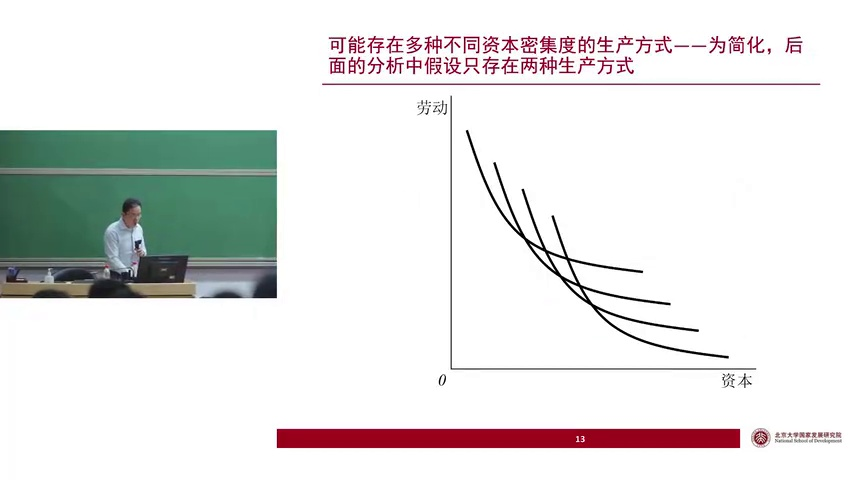 可能存在多种不同资本密集度的生产方式——为简化，后
面的分析中假设只存在两种生产方式
劳动
0
资本
13
北京大学国家发展研究院
National School of Development